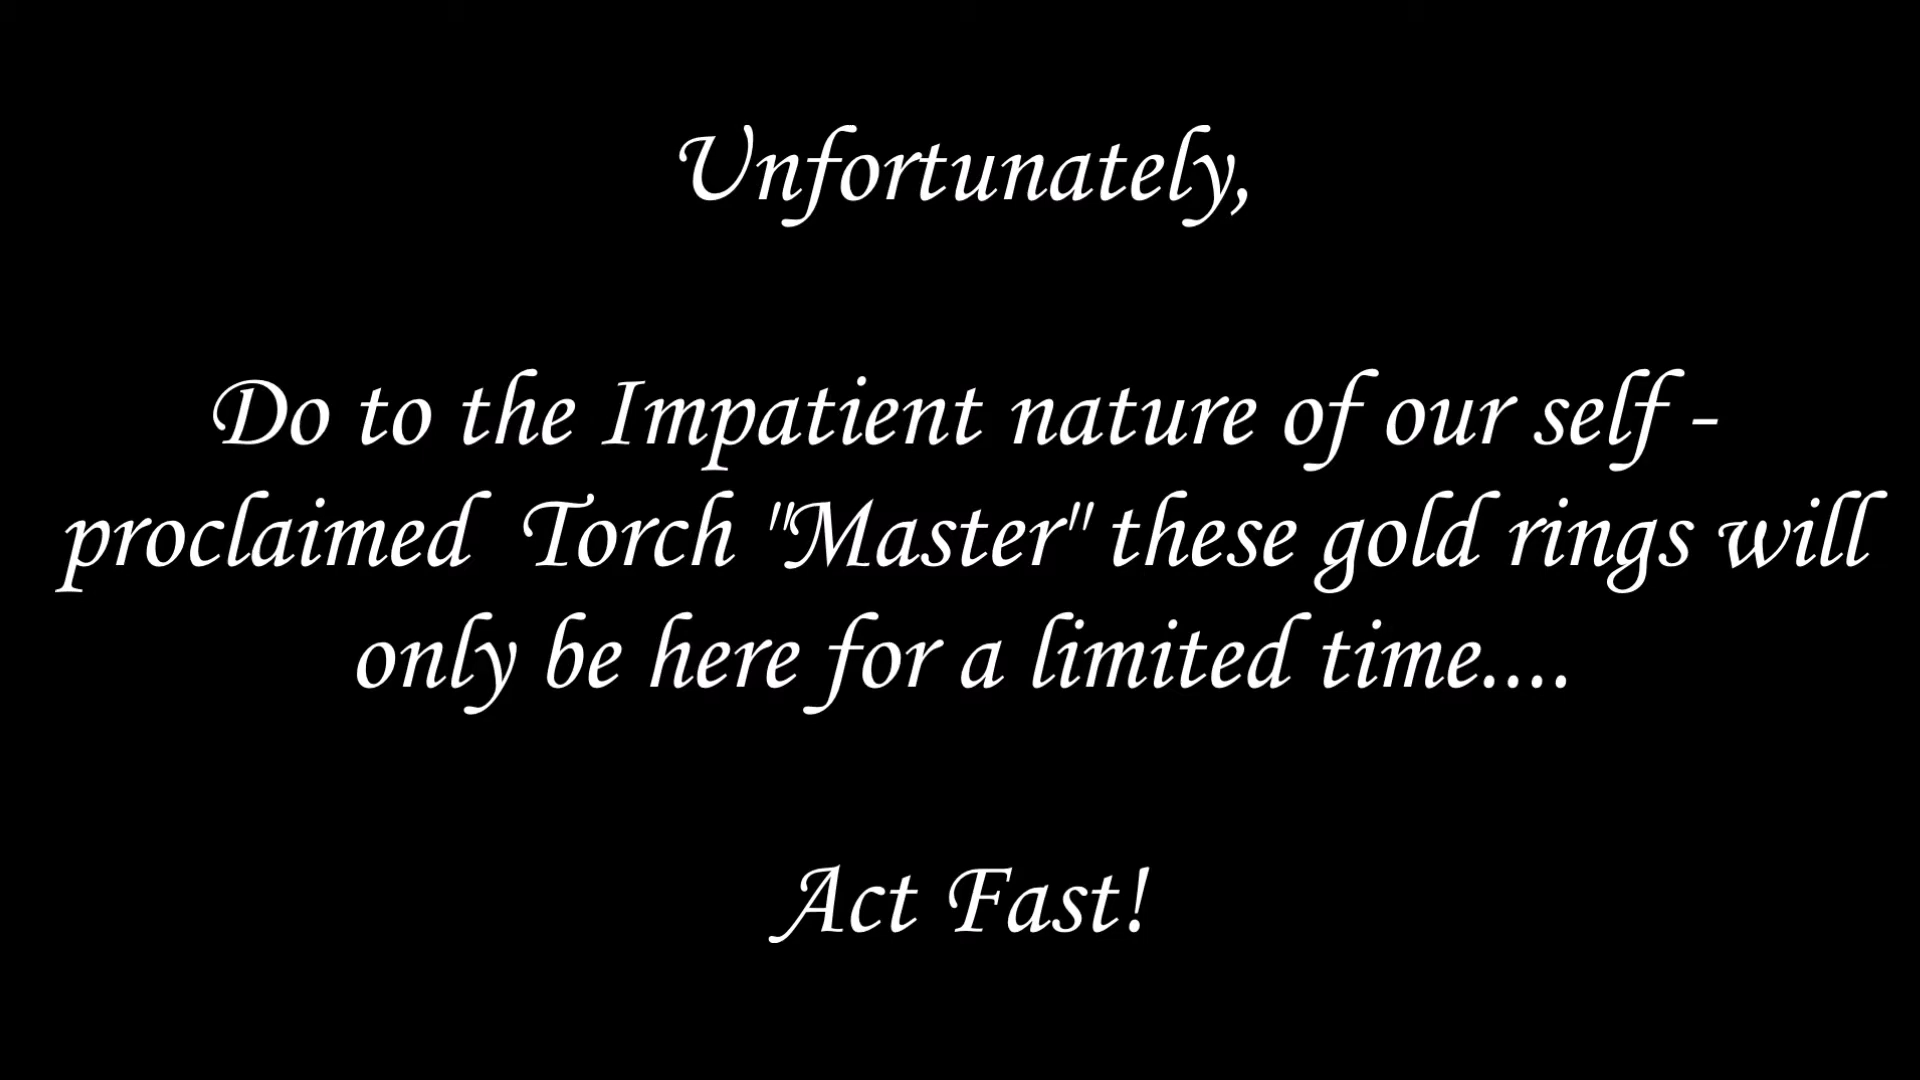 Unfortunately,
Do to the Impatient nature of our self -
proclaimed  Torch "Master" these gold rings will
only be here for a limited time....
Act Fast!